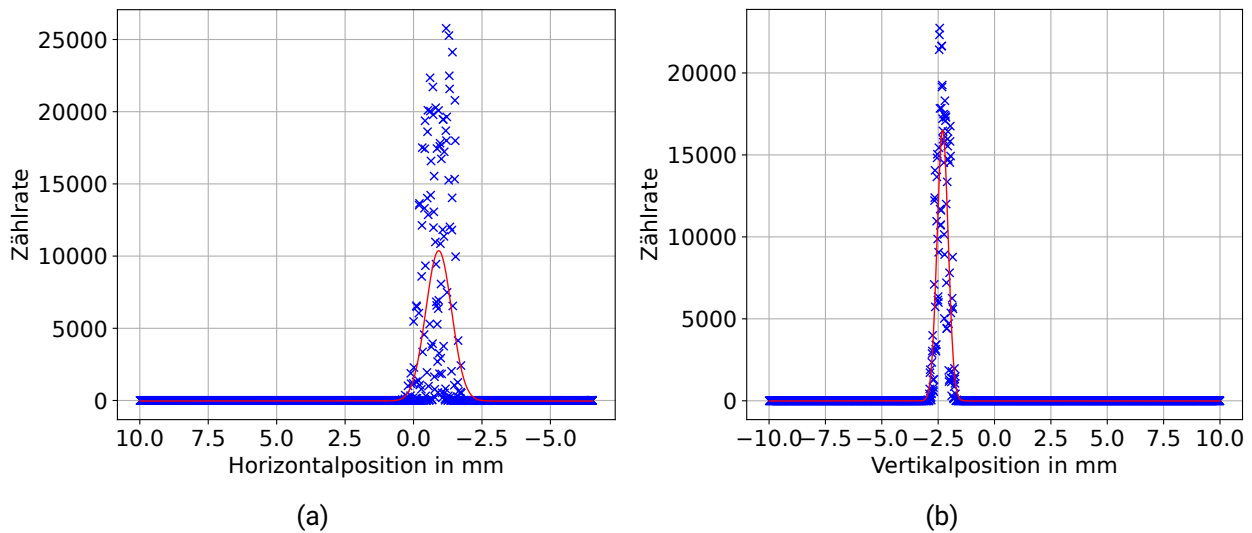 25000
20000
15000
10000
5000
0
Zählrate
10.0 7.5 5.0 2.5 0.0 −2.5 −5.0
Horizontalposition in mm
(a)
20000
15000
10000
5000
0
Zählrate
−10.0 −7.5 −5.0 −2.5 0.0 2.5 5.0 7.5 10.0
Vertikalposition in mm
(b)